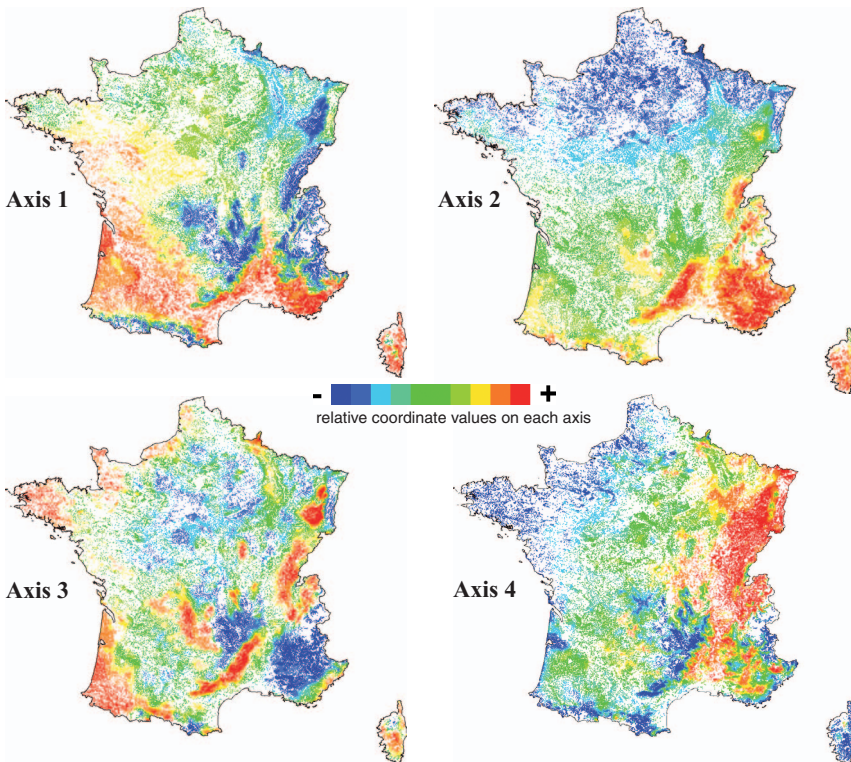 Axis 1
Axis 2
- +
relative coordinate values on each axis
Axis 3
Axis 4